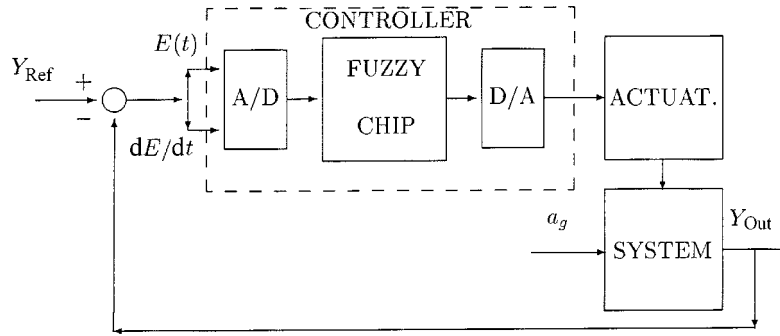 CONTROLLER
E(t)
Y_Ref
+
−
A/D
FUZZY
CHIP
D/A
ACTUAT.
dE/dt
a_g
SYSTEM
Y_Out